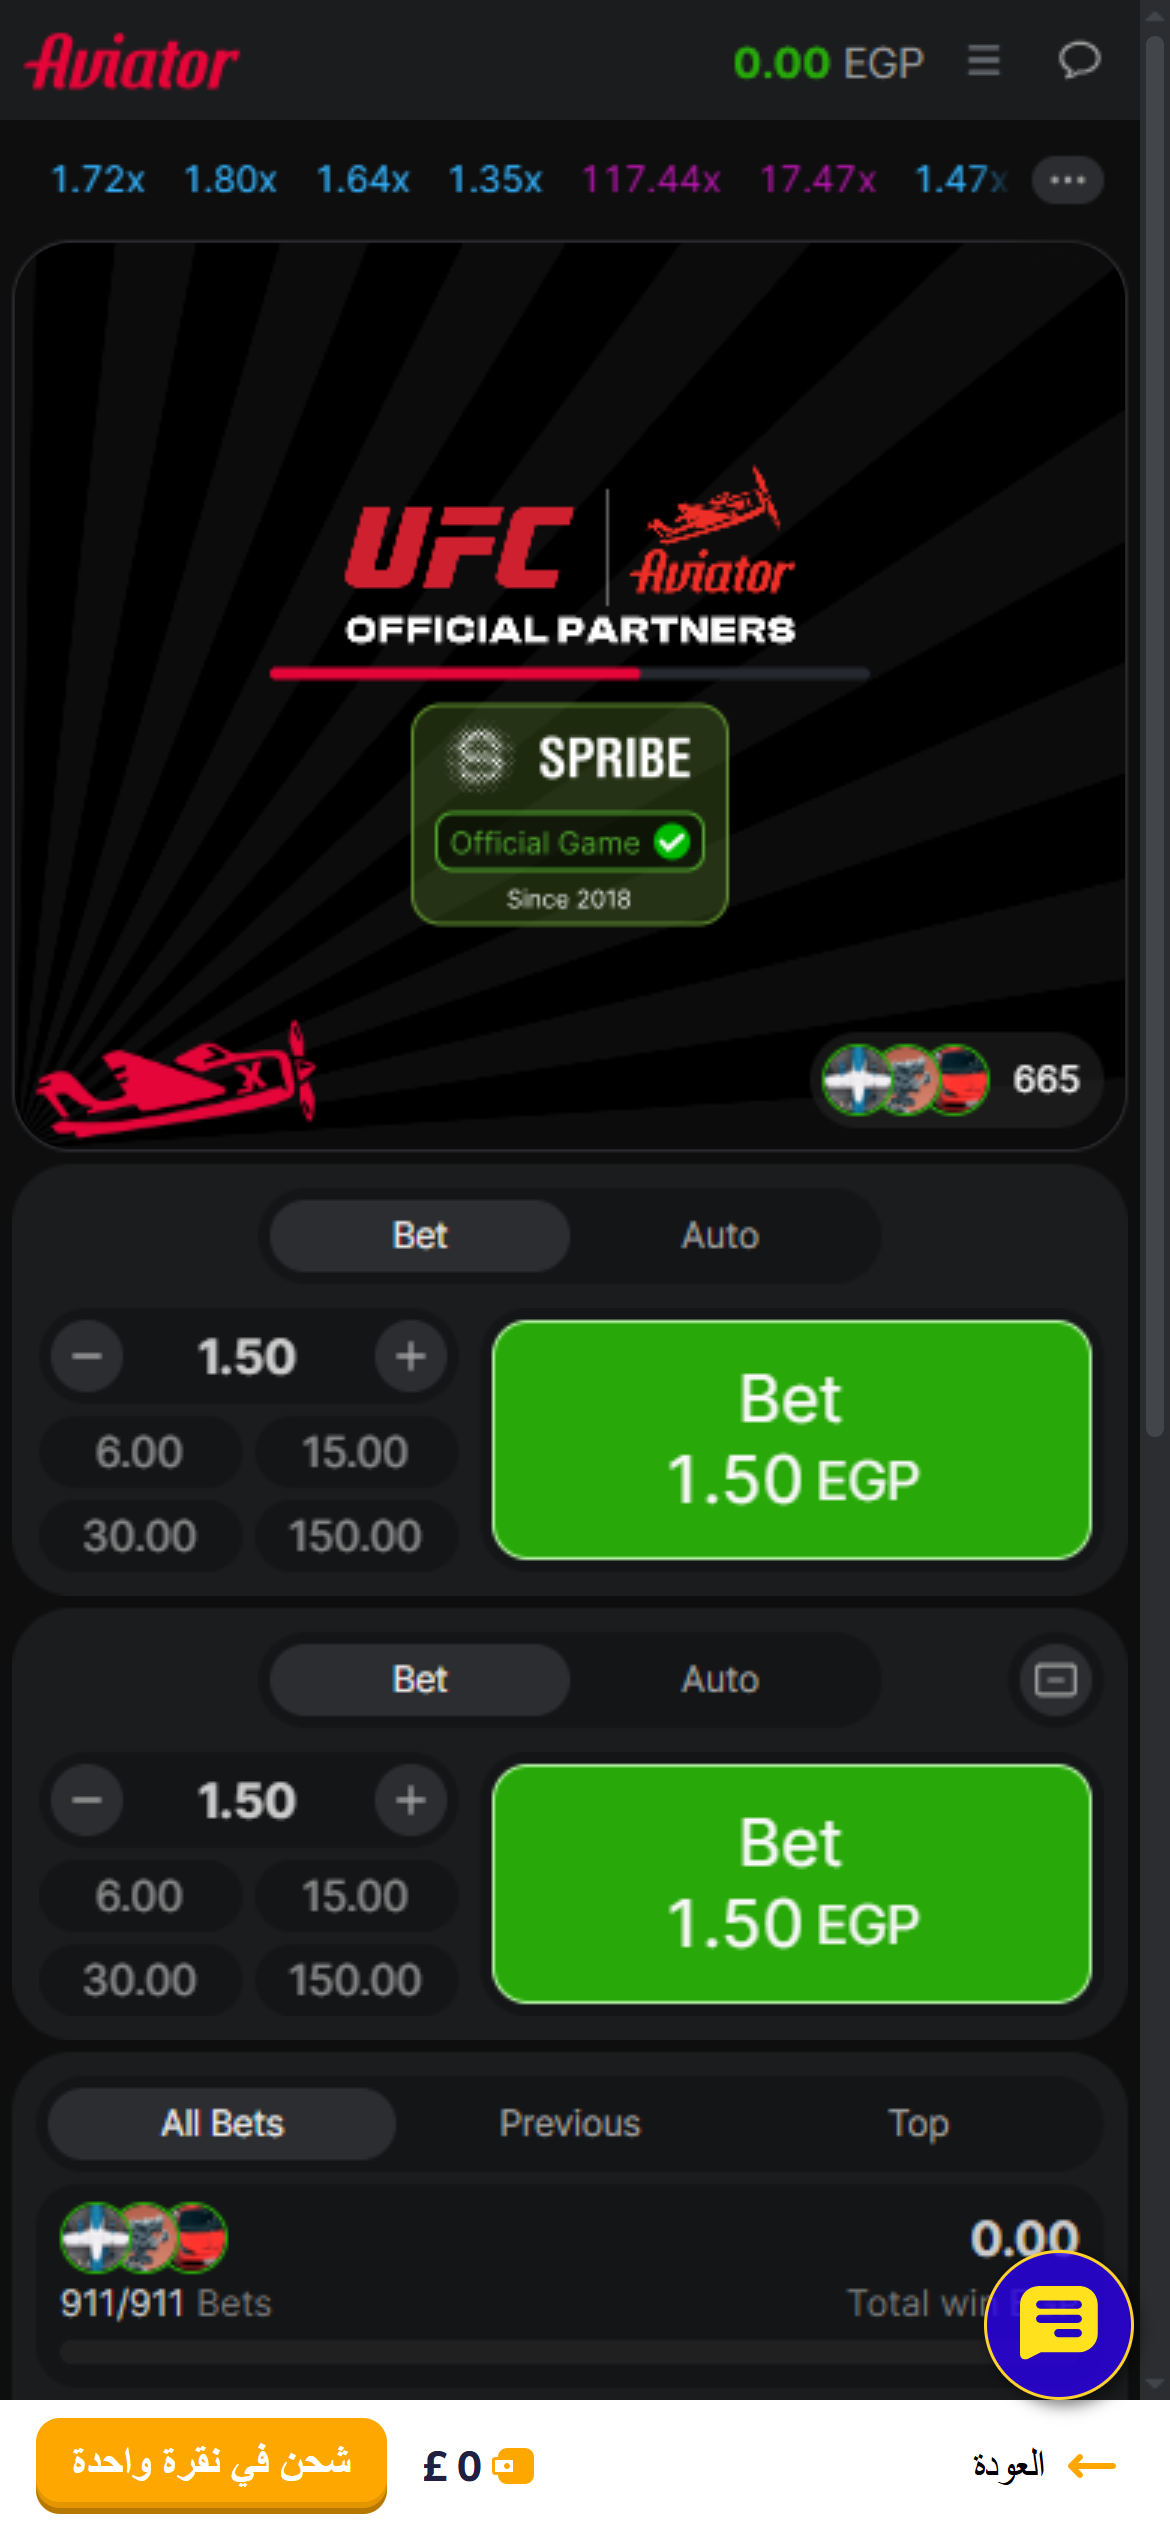 Aviator
0.00 EGP
1.72x 1.80x 1.64x 1.35x 117.44x 17.47x 1.47x
UFC Aviator
OFFICIAL PARTNERS
SPRIBE
Official Game
Since 2018
X
665
Bet Auto
1.50
6.00 15.00
30.00 150.00
Bet
1.50 EGP
Bet Auto
1.50
6.00 15.00
30.00 150.00
Bet
1.50 EGP
All Bets Previous Top
0.00
911/911 Bets
Total win
العودة
£ 0
شحن في نقرة واحدة